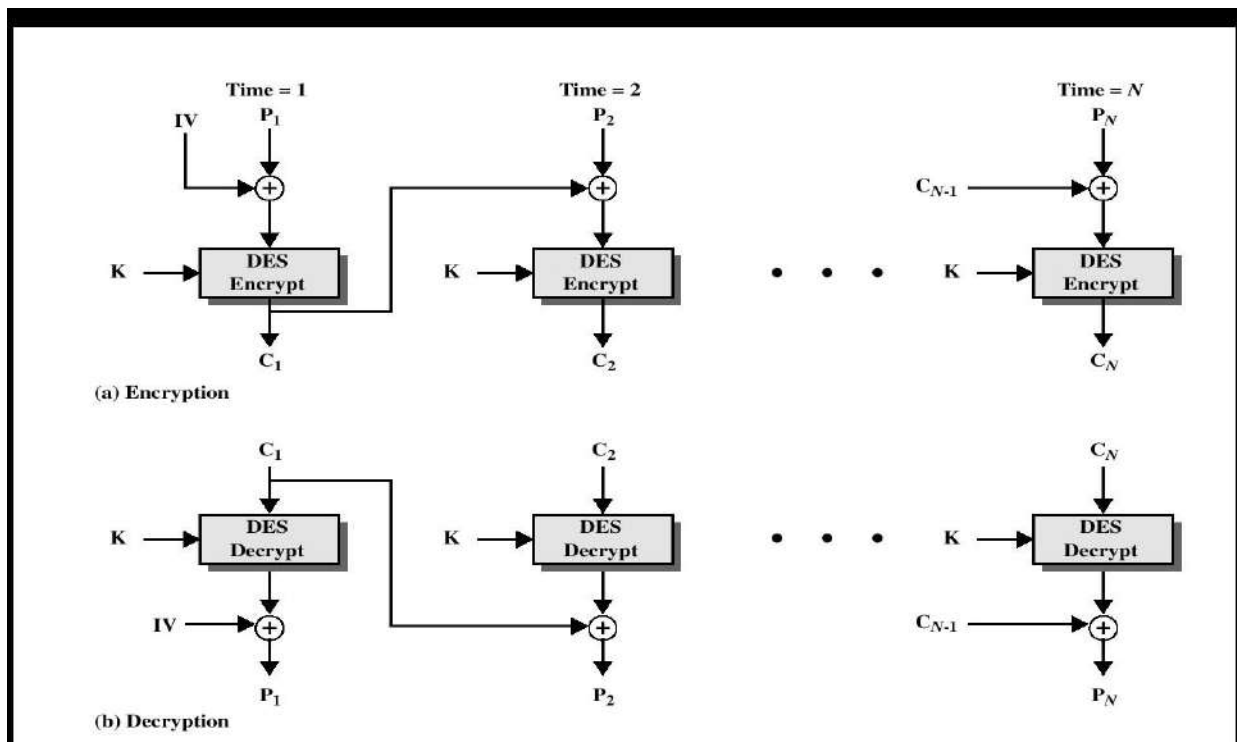 Time = 1 Time = 2 Time = N
IV P1 P2 PN
CN-1
K DES Encrypt K DES Encrypt K DES Encrypt
C1 C2 CN
(a) Encryption
C1 C2 CN
K DES Decrypt K DES Decrypt K DES Decrypt
IV CN-1
P1 P2 PN
(b) Decryption